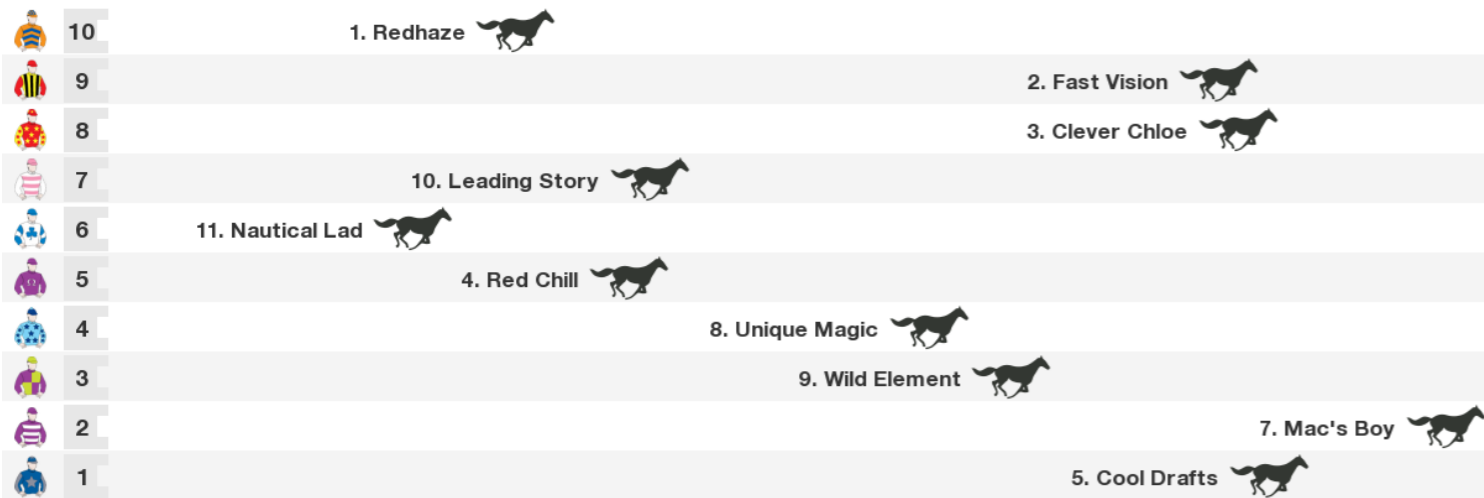 10 1. Redhaze
9 2. Fast Vision
8 3. Clever Chloe
7 10. Leading Story
6 11. Nautical Lad
5 4. Red Chill
4 8. Unique Magic
3 9. Wild Element
2 7. Mac's Boy
1 5. Cool Drafts